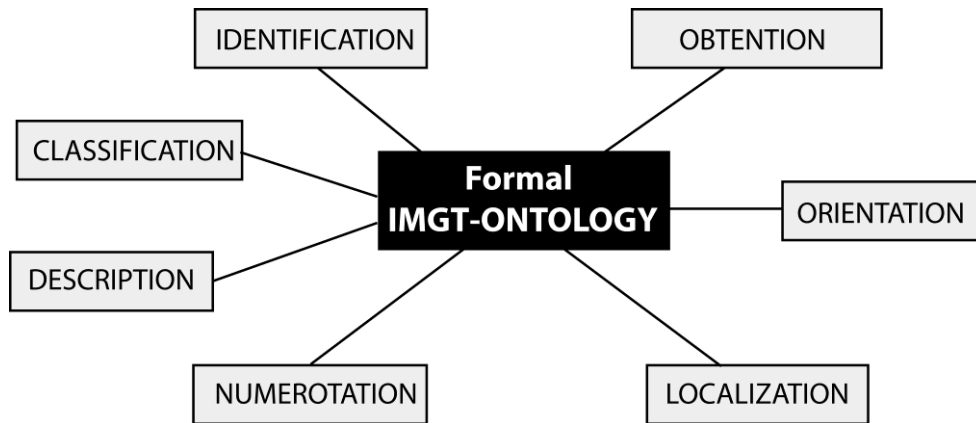 IDENTIFICATION
OBTENTION
CLASSIFICATION
Formal
IMGT-ONTOLOGY
ORIENTATION
DESCRIPTION
NUMEROTATION
LOCALIZATION